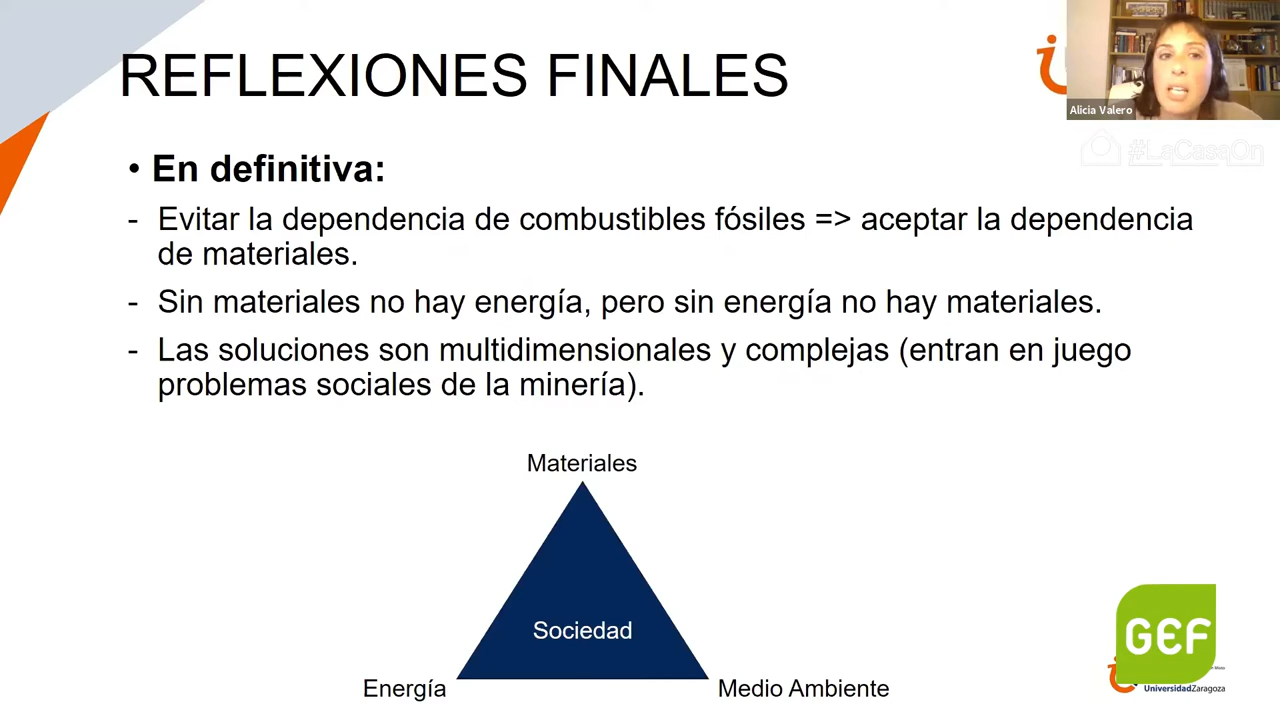 REFLEXIONES FINALES
Alicia Valero
#LaCasaOn
• En definitiva:
- Evitar la dependencia de combustibles fósiles => aceptar la dependencia
de materiales.
- Sin materiales no hay energía, pero sin energía no hay materiales.
- Las soluciones son multidimensionales y complejas (entran en juego
problemas sociales de la minería).
Materiales
Sociedad
Energía
Medio Ambiente
GEF
UniversidadZaragoza